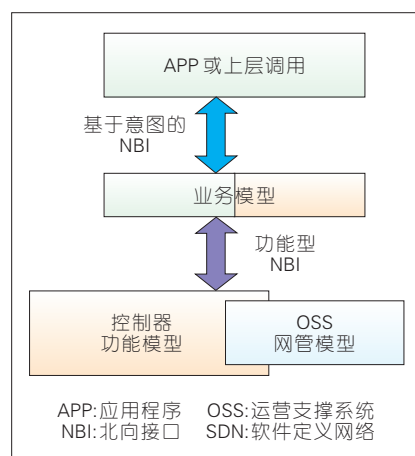 APP 或上层调用
基于意图的
NBI
业务模型
功能型
NBI
控制器
功能模型
OSS
网管模型
APP:应用程序 OSS:运营支撑系统
NBI:北向接口 SDN:软件定义网络